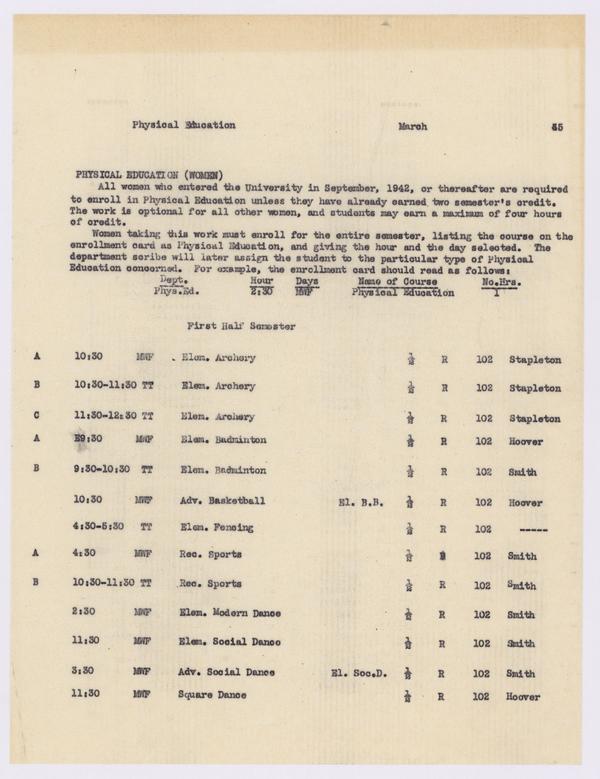 Physical Education March 45
PHYSICAL EDUCATION (WOMEN)
All women who entered the University in September, 1942, or thereafter are required
to enroll in Physical Education unless they have already earned two semester's credit.
The work is optional for all other women, and students may earn a maximum of four hours
of credit.
Women taking this work must enroll for the entire semester, listing the course on the
enrollment card as Physical Education, and giving the hour and the day selected. The
department scribe will later assign the student to the particular type of Physical
Education concerned. For example, the enrollment card should read as follows:
Dept. Hour Days Name of Course No.Hrs.
Phys.Ed. 2:30 MWF Physical Education 1
First Half Semester
A 10:30 MWF Elem. Archery ½ R 102 Stapleton
B 10:30-11:30 TT Elem. Archery ½ R 102 Stapleton
C 11:30-12:30 TT Elem. Archery ½ R 102 Stapleton
A 9:30 MWF Elem. Badminton ½ R 102 Hoover
B 9:30-10:30 TT Elem. Badminton ½ R 102 Smith
10:30 MWF Adv. Basketball El. B.B. ½ R 102 Hoover
4:30-5:30 TT Elem. Fencing ½ R 102 -----
A 4:30 MWF Rec. Sports ½ R 102 Smith
B 10:30-11:30 TT Rec. Sports ½ R 102 Smith
2:30 MWF Elem. Modern Dance ½ R 102 Smith
11:30 MWF Elem. Social Dance ½ R 102 Smith
3:30 MWF Adv. Social Dance El. Soc.D. ½ R 102 Smith
11:30 MWF Square Dance ½ R 102 Hoover